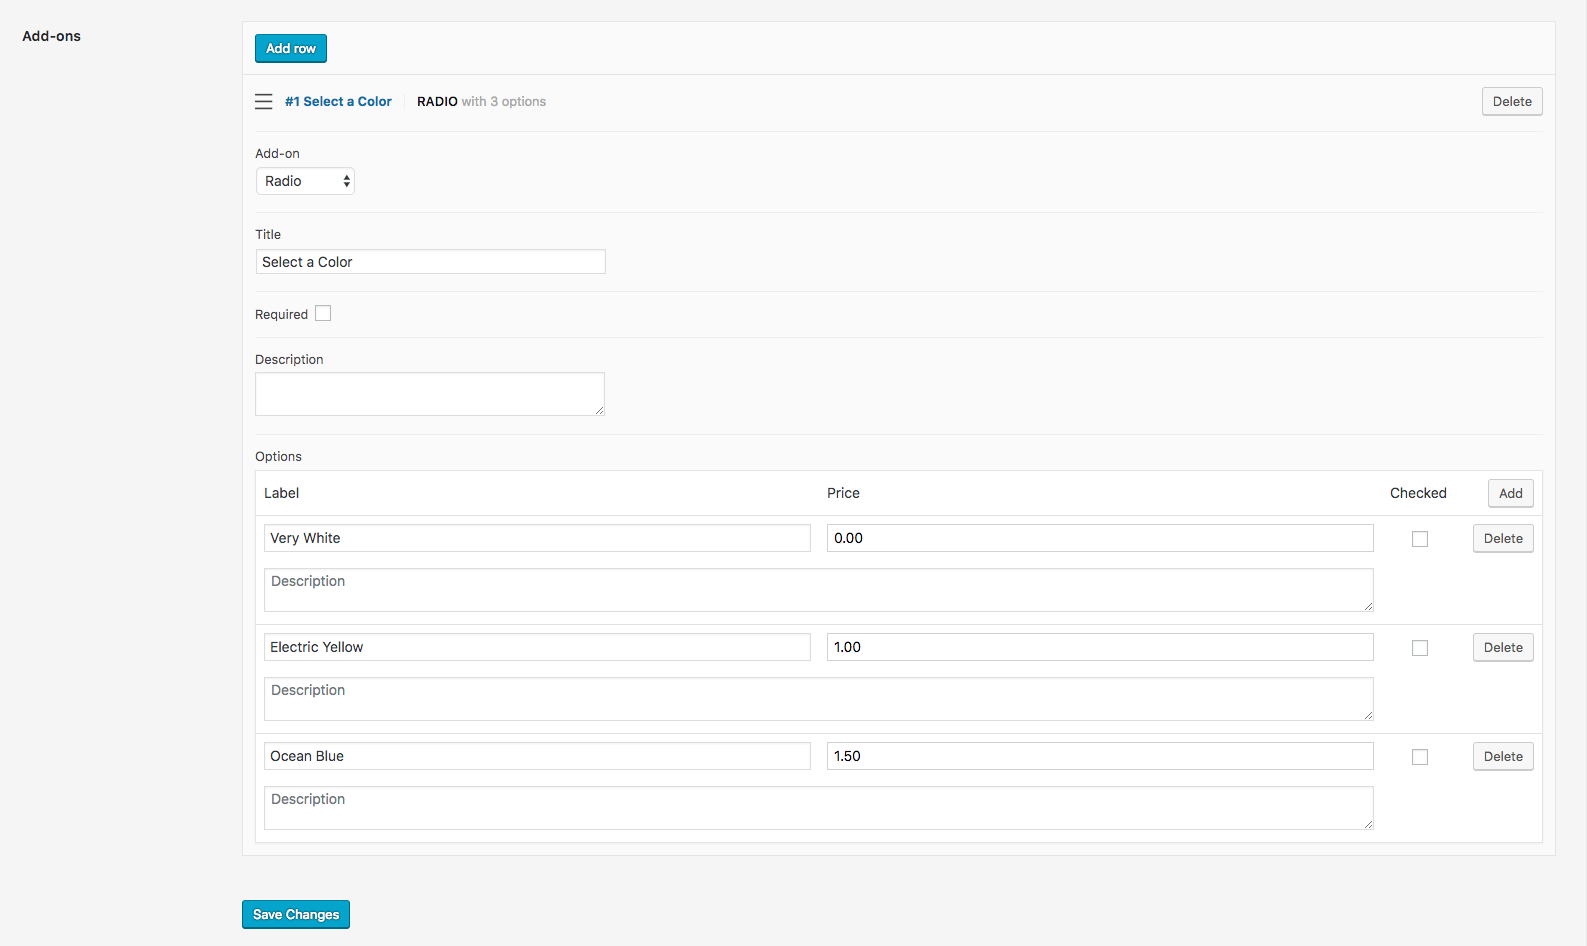 Add-ons
Add row
#1 Select a Color RADIO with 3 options Delete
Add-on
Radio
Title
Select a Color
Required
Description
Options
Label Price Checked Add
Very White 0.00 Delete
Description
Electric Yellow 1.00 Delete
Description
Ocean Blue 1.50 Delete
Description
Save Changes